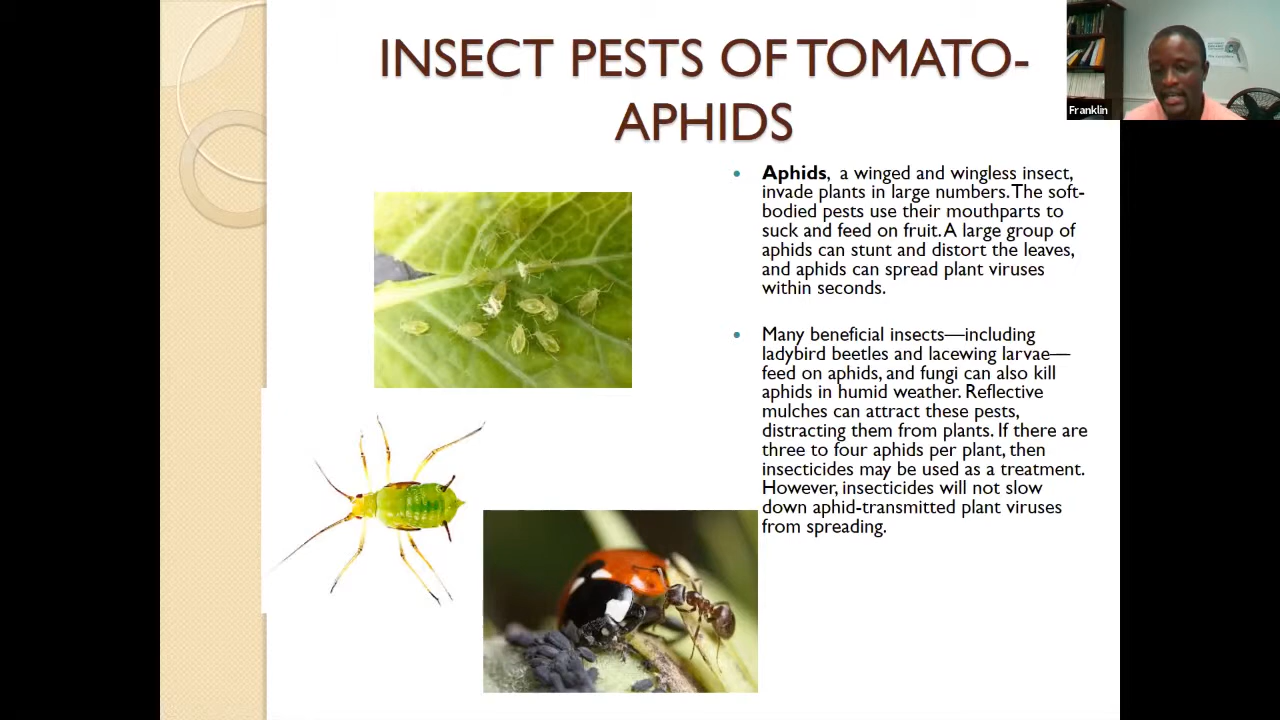 INSECT PESTS OF TOMATO-
APHIDS
Franklin
Aphids, a winged and wingless insect,
invade plants in large numbers. The soft-
bodied pests use their mouthparts to
suck and feed on fruit. A large group of
aphids can stunt and distort the leaves,
and aphids can spread plant viruses
within seconds.
Many beneficial insects—including
ladybird beetles and lacewing larvae—
feed on aphids, and fungi can also kill
aphids in humid weather. Reflective
mulches can attract these pests,
distracting them from plants. If there are
three to four aphids per plant, then
insecticides may be used as a treatment.
However, insecticides will not slow
down aphid-transmitted plant viruses
from spreading.